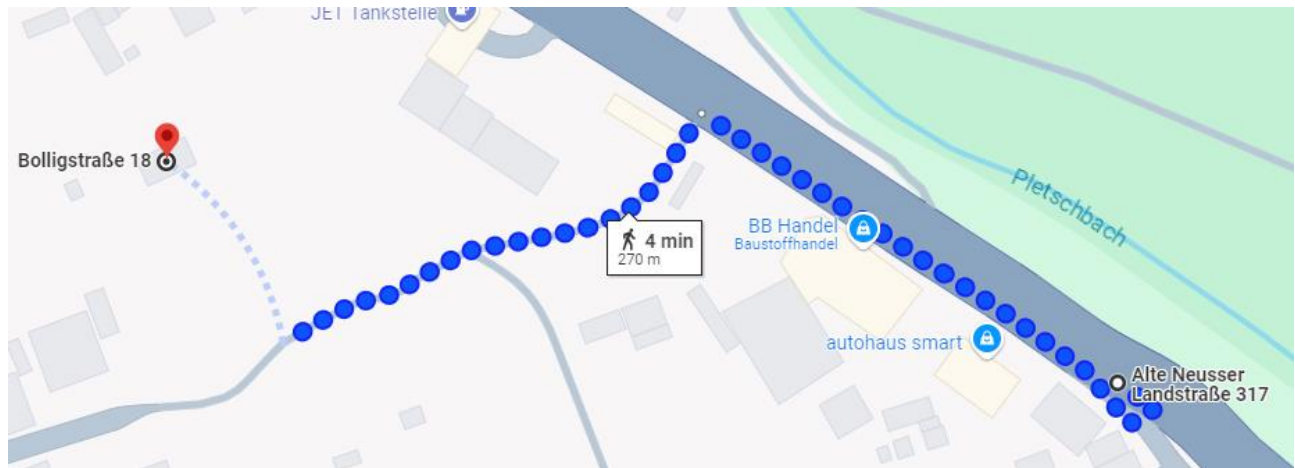 JET Tankstelle
Bolligstraße 18
Pletschbach
BB Handel
Baustoffhandel
4 min
270 m
autohaus smart
Alte Neusser
Landstraße 317